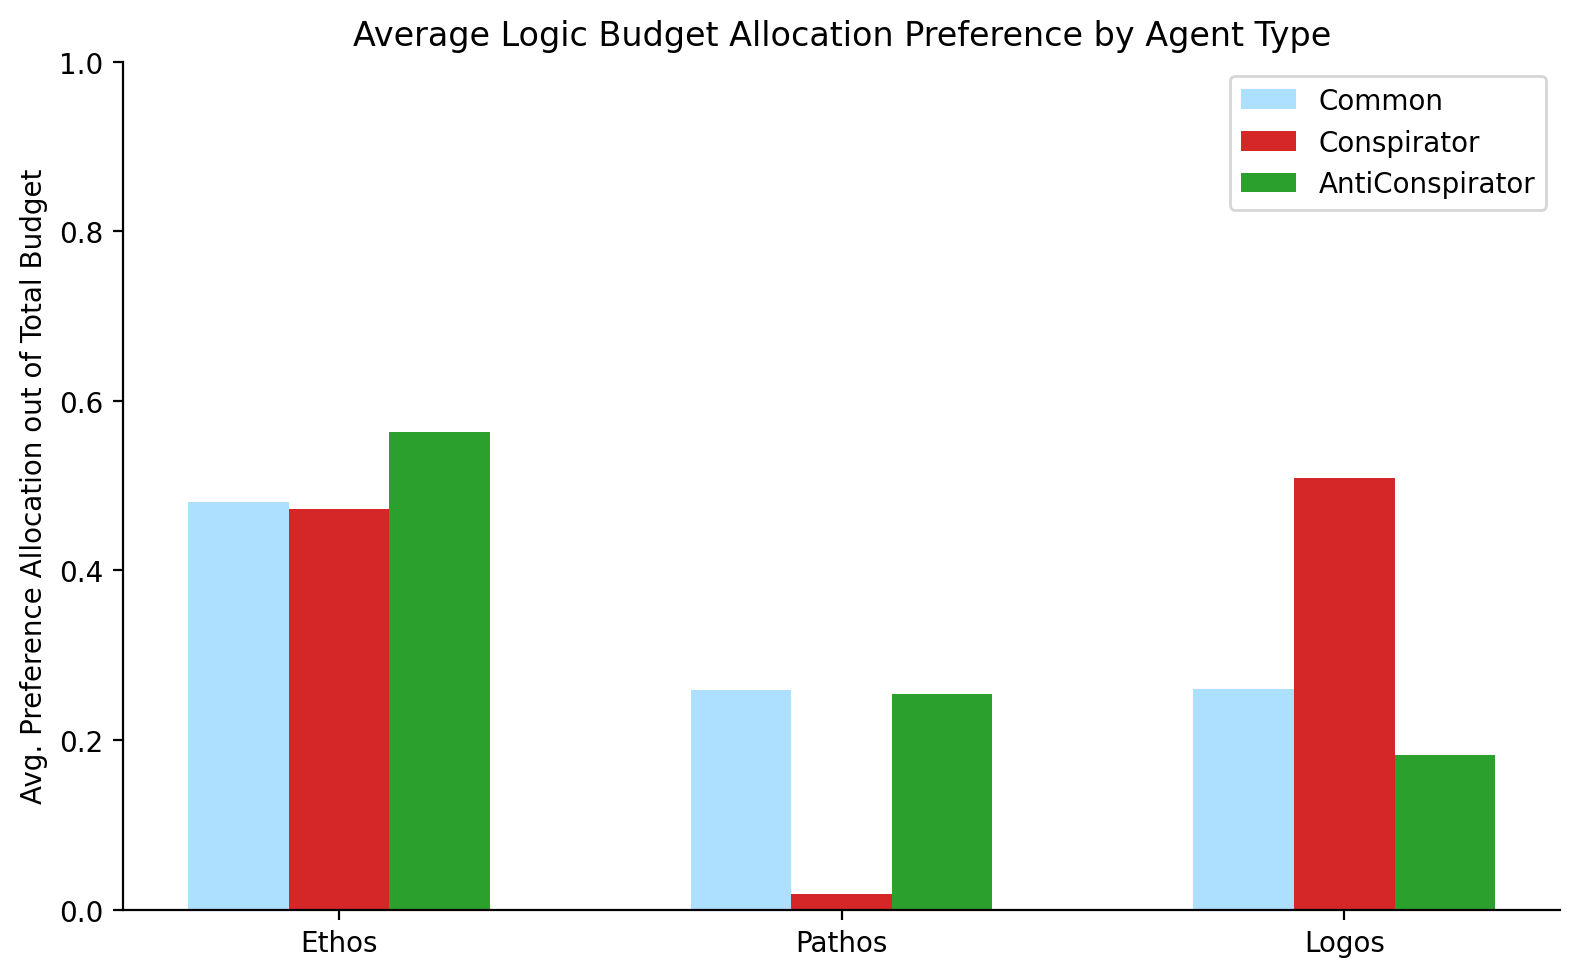 Average Logic Budget Allocation Preference by Agent Type
Avg. Preference Allocation out of Total Budget
1.0
0.8
0.6
0.4
0.2
0.0
Common
Conspirator
AntiConspirator
Ethos
Pathos
Logos